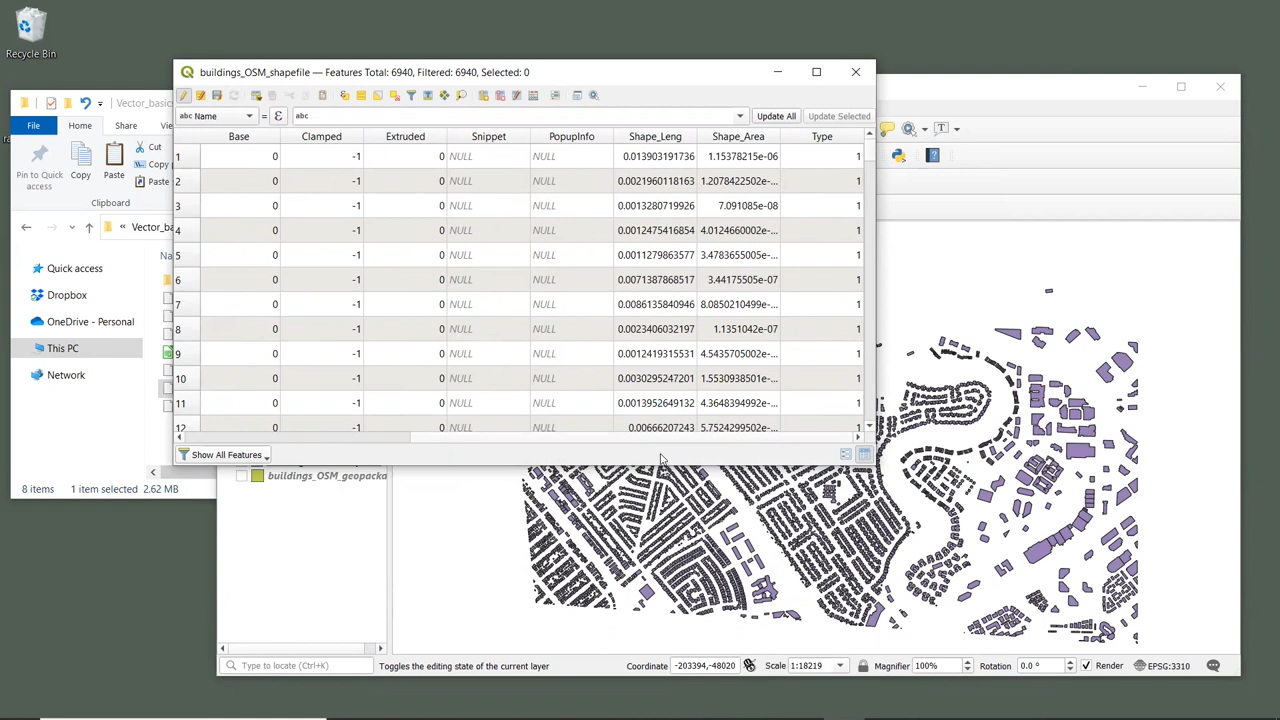 Recycle Bin
buildings_OSM_shapefile — Features Total: 6940, Filtered: 6940, Selected: 0
Vector_basics
abc Name = ε abc Update All Update Selected
File Home Share
Pin to Quick access
Copy
Paste
Cut
Copy
Paste
Clipboard
« Vector_ba
Quick access
Dropbox
OneDrive - Personal
This PC
Network
8 items 1 item selected 2.62 MB
Base Clamped Extruded Snippet PopupInfo Shape_Leng Shape_Area Type
1 0 -1 0 NULL NULL 0.013903191736 1.15378215e-06 1
2 0 -1 0 NULL NULL 0.0021960118163 1.2078422502e-... 1
3 0 -1 0 NULL NULL 0.0013280719926 7.091085e-08 1
4 0 -1 0 NULL NULL 0.0012475416854 4.0124660002e-... 1
5 0 -1 0 NULL NULL 0.0011279863577 3.4783655005e-... 1
6 0 -1 0 NULL NULL 0.0071387868517 3.44175505e-07 1
7 0 -1 0 NULL NULL 0.0086135840946 8.0850210499e-... 1
8 0 -1 0 NULL NULL 0.0023406032197 1.1351042e-07 1
9 0 -1 0 NULL NULL 0.0012419315531 4.5435705002e-... 1
10 0 -1 0 NULL NULL 0.0030295247201 1.5530938501e-... 1
11 0 -1 0 NULL NULL 0.0013952649132 4.3648394992e-... 1
12 0 -1 0 NULL NULL 0.00666207243 5.7524299502e-... 1
Show All Features
buildings_OSM_geopacka
Type to locate (Ctrl+K) Toggles the editing state of the current layer Coordinate -203394,-48020 Scale 1:18219 Magnifier 100% Rotation 0.0 ° Render EPSG:3310